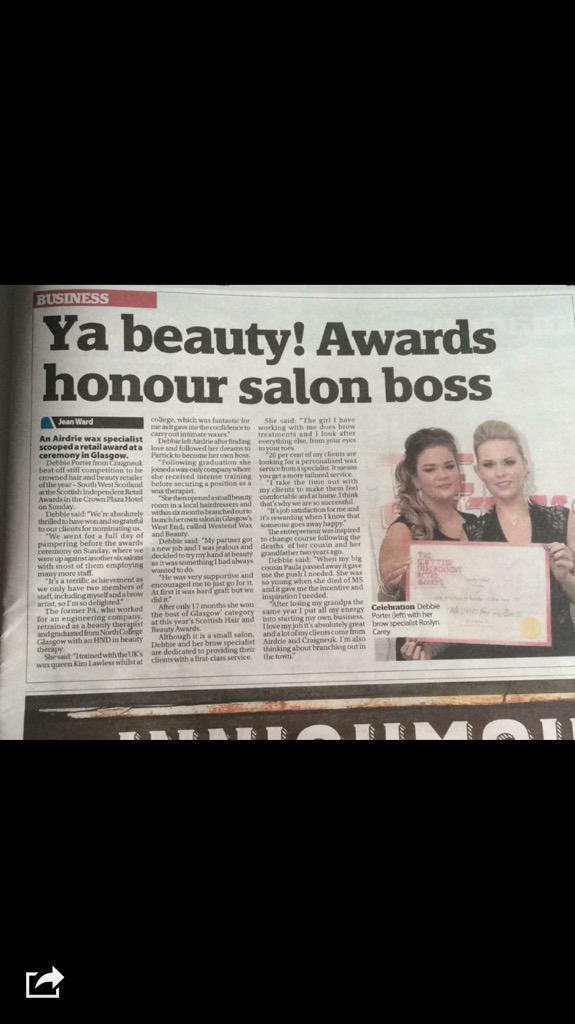 BUSINESS
Ya beauty! Awards
honour salon boss
Jean Ward
An Airdrie wax specialist
scooped a retail award at a
ceremony in Glasgow.
Debbie Porter from Craigneuk
beat off stiff competition to be
crowned hair and beauty retailer
of the year - South West Scotland
at the Scottish Independent Retail
Awards in the Crown Plaza Hotel
on Sunday.
Debbie said: "We're absolutely
thrilled to have won and so grateful
to our clients for nominating us.
"We went for a full day of
pampering before the awards
ceremony on Sunday, where we
were up against another six salons
with most of them employing
many more staff.
"It's a terrific achievement as
we only have two members of
staff, including myself and a brow
artist, so I'm so delighted."
The former PA, who worked
for an engineering company,
retrained as a beauty therapist
and graduated from North College
Glasgow with an HND in beauty
therapy.
She said: "I trained with the UK's
wax queen Kim Lawless whilst at
college, which was fantastic for
me as it gave me the confidence to
carry out intimate waxes."
Debbie left Airdrie after finding
love and followed her dreams to
Partick to become her own boss.
"Following graduation she
joined a wax-only company where
she received intense training
before securing a position as a
wax therapist.
"She then opened a small beauty
room in a local hairdressers and
within six months branched out to
launch her own salon in Glasgow's
West End, called Westend Wax
and Beauty.
Debbie said: "My partner got
a new job and I was jealous and
decided to try my hand at beauty
as it was something I had always
wanted to do.
"He was very supportive and
encouraged me to just go for it.
At first it was hard graft but we
did it."
After only 17 months she won
the best of Glasgow' category
at this year's Scottish Hair and
Beauty Awards.
Although it is a small salon,
Debbie and her brow specialist
are dedicated to providing their
clients with a first-class service.
She said: "The girl I have
working with me does brow
treatments and I look after
everything else, from your eyes
to your toes.
"20 per cent of my clients are
looking for a personalised wax
service from a specialist. It means
you get a more tailored service.
"I take the time out with
my clients to make them feel
comfortable and at home. I think
that's why we are so successful.
"It's job satisfaction for me and
it's rewarding when I know that
someone goes away happy."
The entrepreneur was inspired
to change course following the
deaths of her cousin and her
grandfather two years ago.
Debbie said: "When my big
cousin Paula passed away it gave
me the push I needed. She was
so young when she died of MS
and it gave me the incentive and
inspiration I needed.
"After losing my grandpa the
same year I put all my energy
into starting my own business.
I love my job it's absolutely great
and a lot of my clients come from
Airdrie and Craigneuk. I'm also
thinking about branching out in
the town."
THE
SCOTTISH
INDEPENDENT
RETAIL
AWARDS
Celebration Debbie
Porter (left) with her
brow specialist Roslyn
Carey